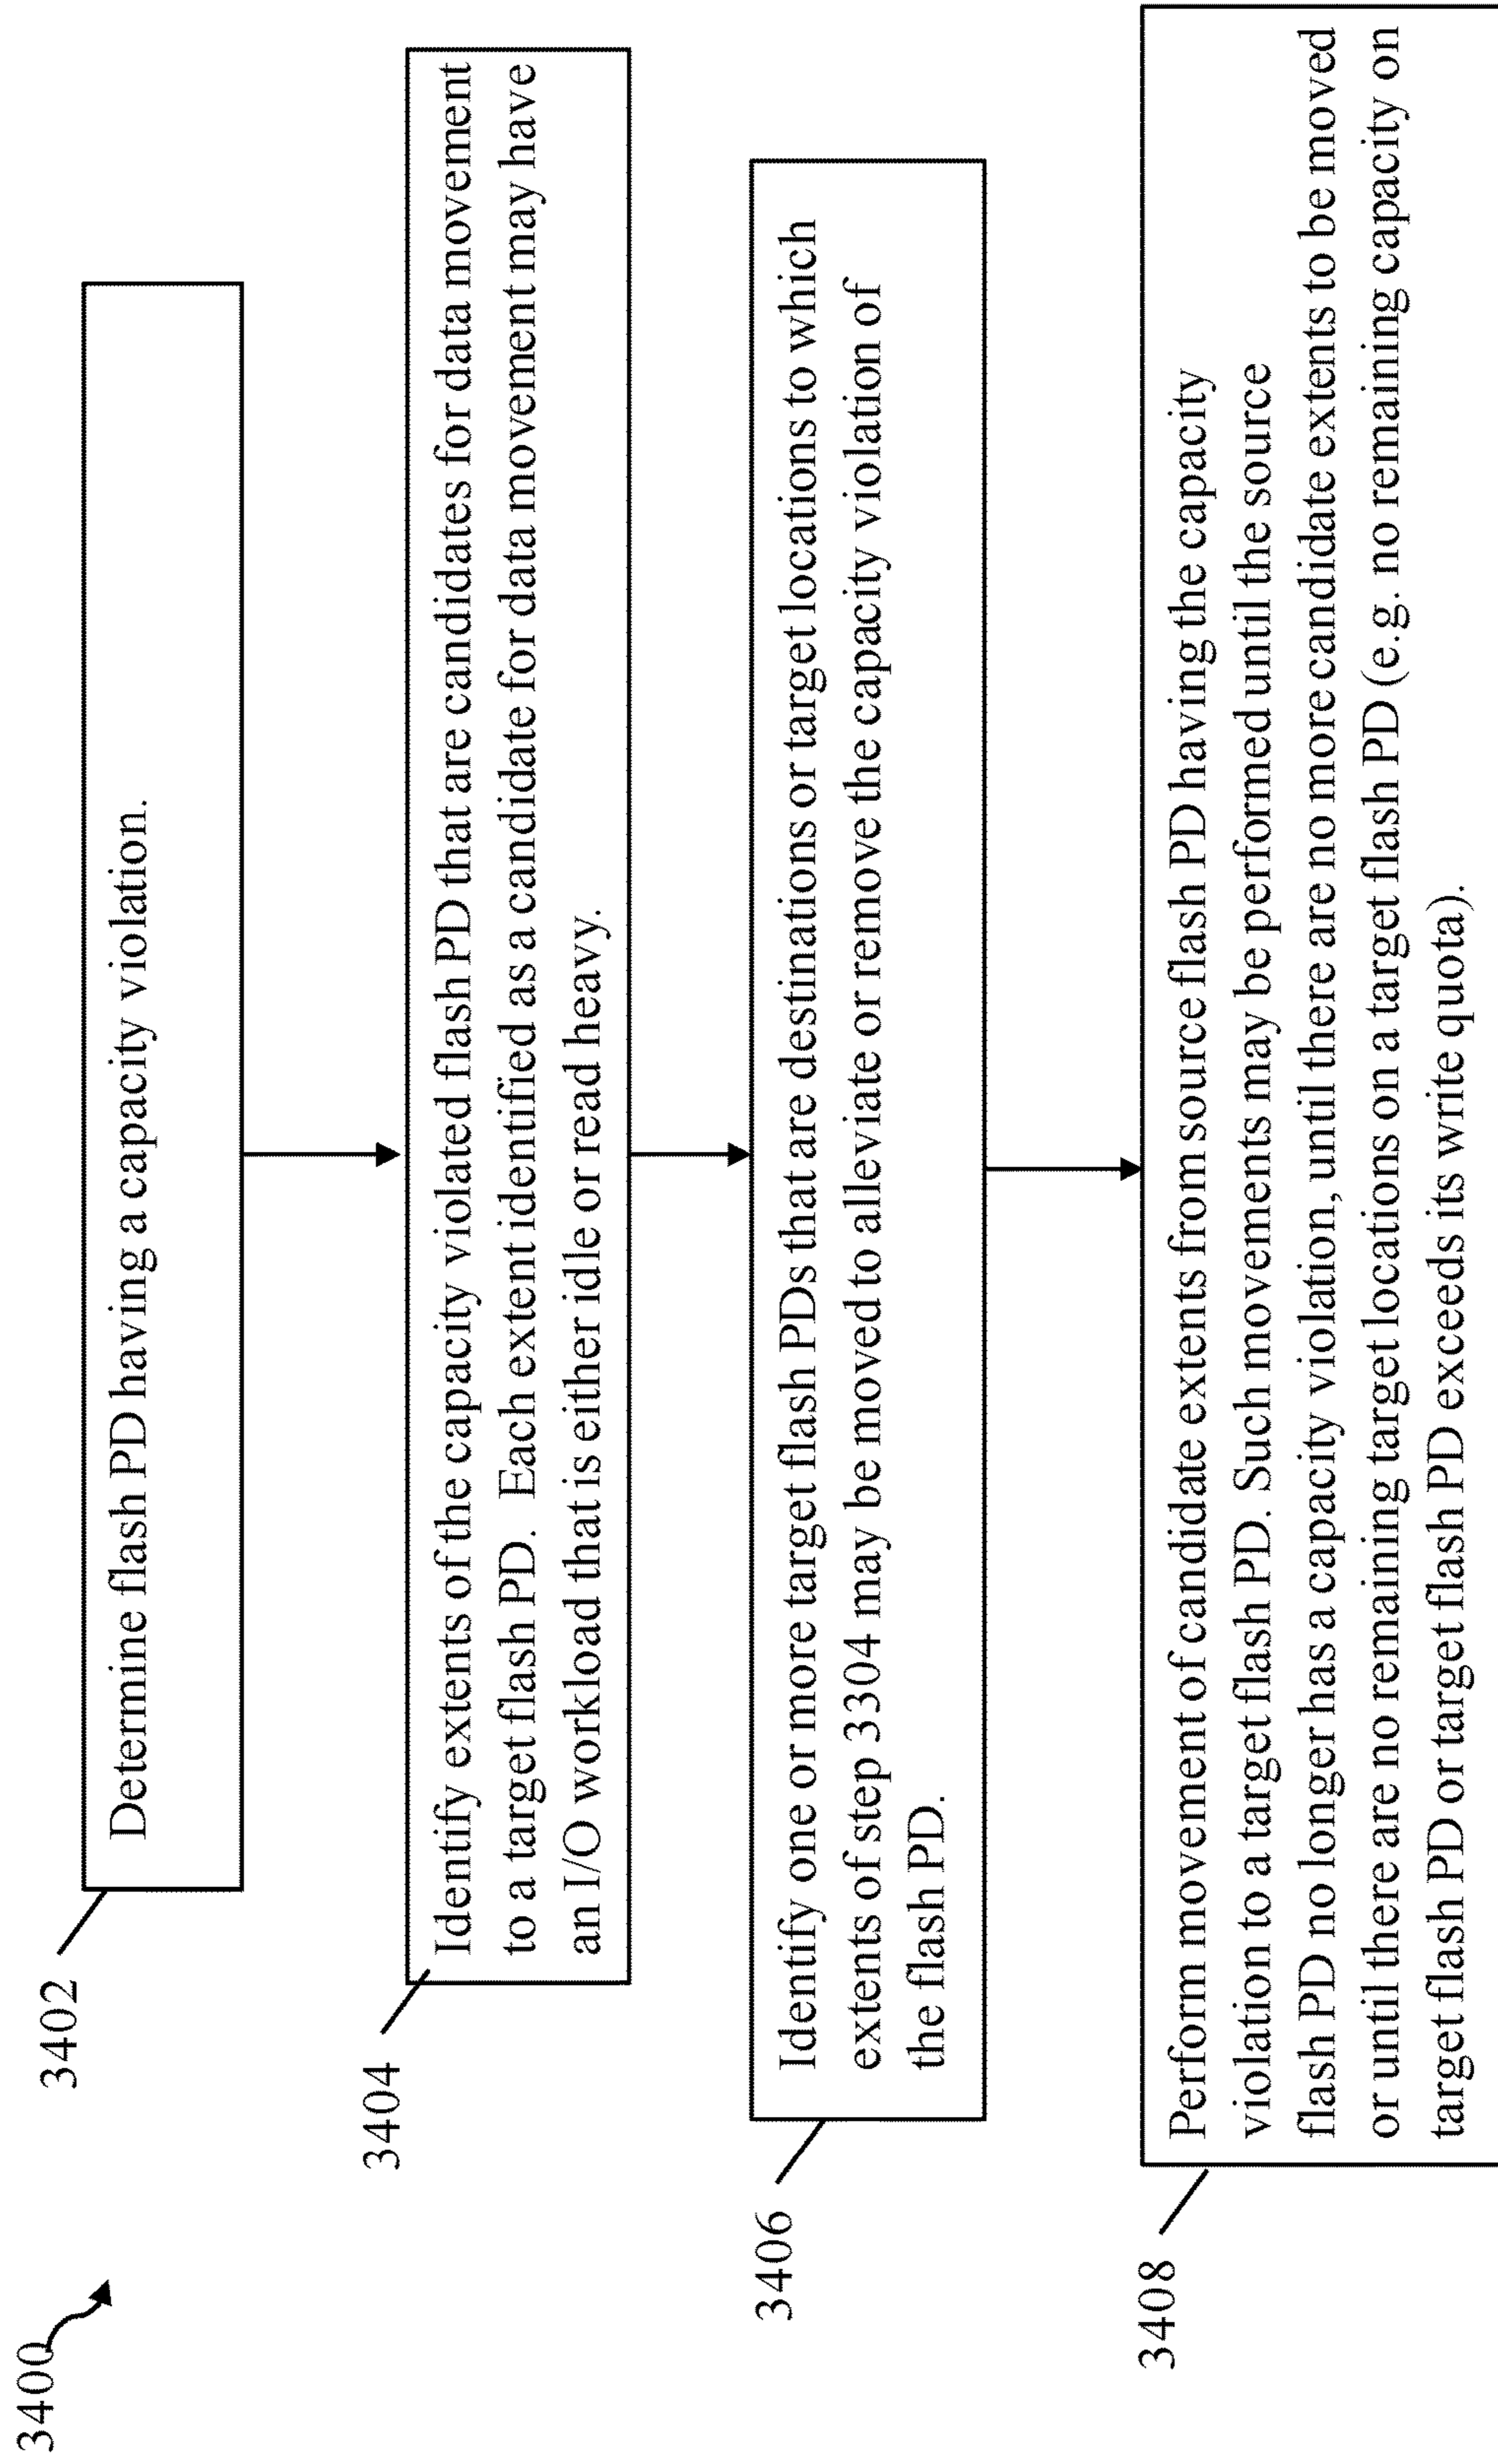 3400
3402
Determine flash PD having a capacity violation.
3404
Identify extents of the capacity violated flash PD that are candidates for data movement
to a target flash PD. Each extent identified as a candidate for data movement may have
an I/O workload that is either idle or read heavy.
3406
Identify one or more target flash PDs that are destinations or target locations to which
extents of step 3304 may be moved to alleviate or remove the capacity violation of
the flash PD.
3408
Perform movement of candidate extents from source flash PD having the capacity
violation to a target flash PD. Such movements may be performed until the source
flash PD no longer has a capacity violation, until there are no more candidate extents to be moved
or until there are no remaining target locations on a target flash PD (e.g. no remaining capacity on
target flash PD or target flash PD exceeds its write quota).